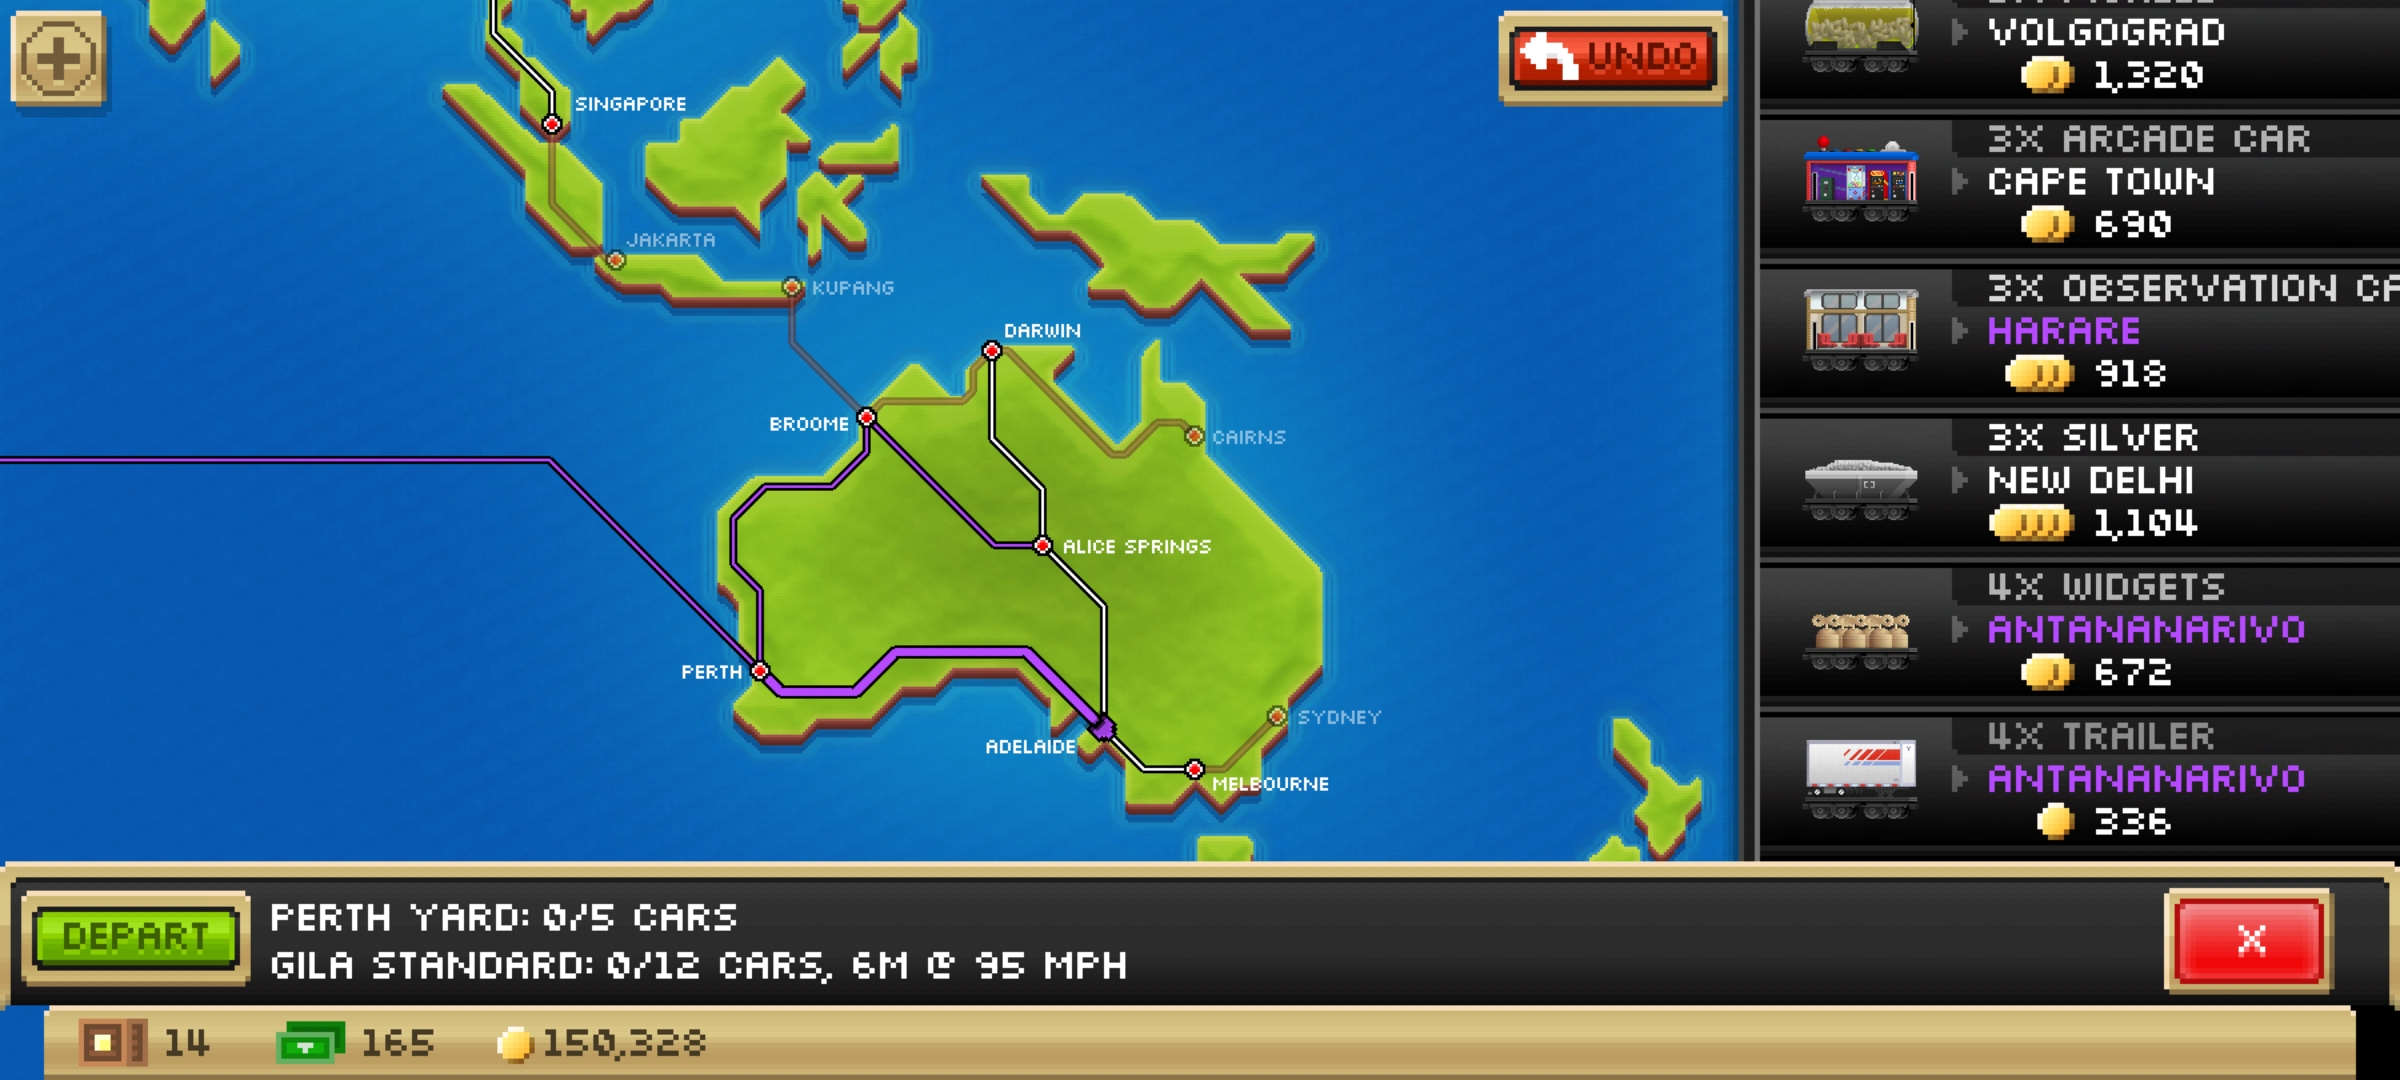 UNDO
SINGAPORE
JAKARTA
KUPANG
DARWIN
BROOME
CAIRNS
ALICE SPRINGS
PERTH
ADELAIDE
SYDNEY
MELBOURNE
VOLGOGRAD
1,320
3X ARCADE CAR
CAPE TOWN
690
3X OBSERVATION
HARARE
918
3X SILVER
NEW DELHI
1,104
4X WIDGETS
ANTANANARIVO
672
4X TRAILER
ANTANANARIVO
336
DEPART
PERTH YARD: 0/5 CARS
GILA STANDARD: 0/12 CARS, 6M @ 95 MPH
X
14
165
150,328